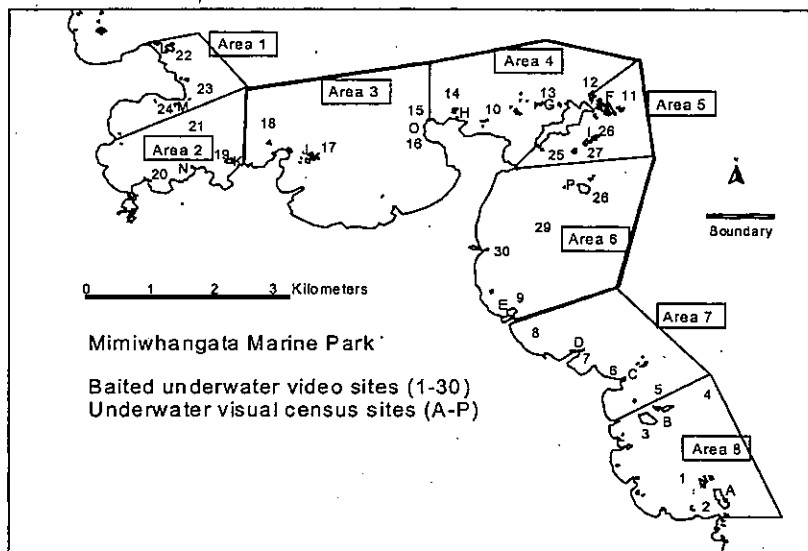 Area 1
22
23
24
M
21
Area 2
19
K
20
N
Area 3
18
J
17
15
O
16
14
H
10
Area 4
13
G
12
F
11
Area 5
I
26
25
27
P
28
29
Area 6
30
E
9
8
D
7
6
C
5
Area 7
4
3
B
Area 8
1
A
2
Boundary
0 1 2 3 Kilometers
Mimiwhangata Marine Park
Baited underwater video sites (1-30)
Underwater visual census sites (A-P)